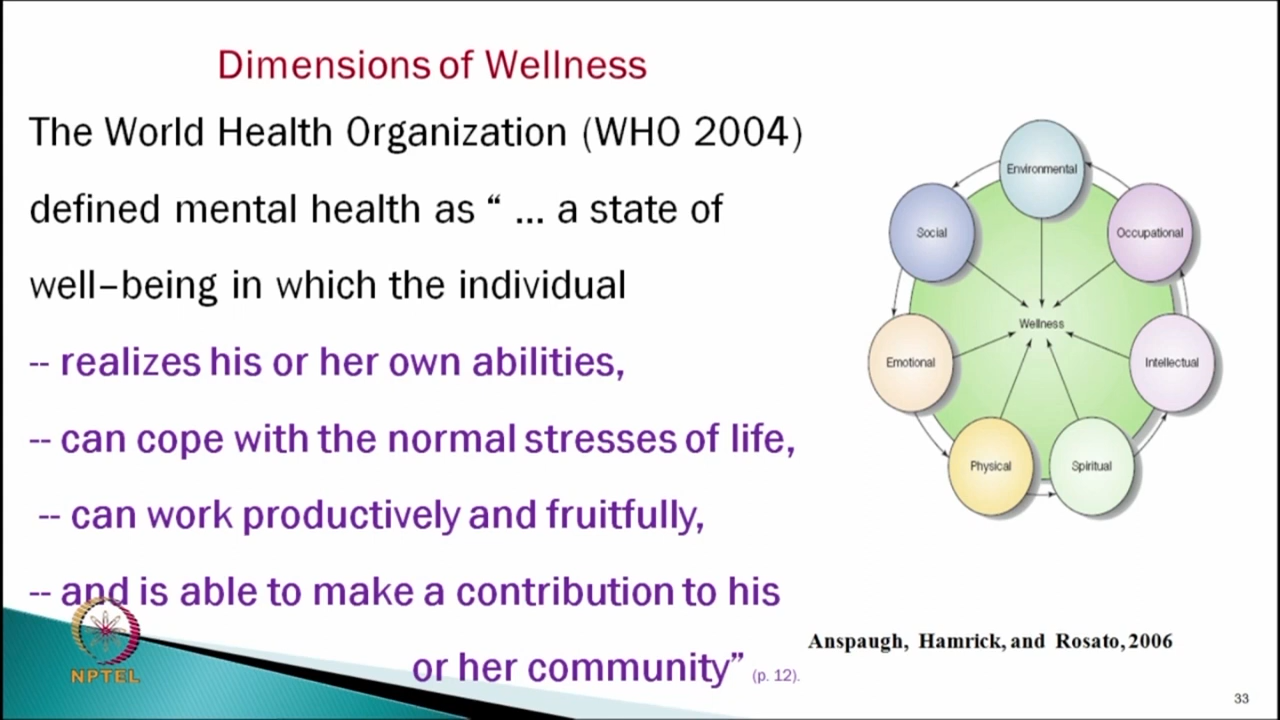 Dimensions of Wellness
The World Health Organization (WHO 2004)
defined mental health as “ ... a state of
well–being in which the individual
-- realizes his or her own abilities,
-- can cope with the normal stresses of life,
-- can work productively and fruitfully,
-- and is able to make a contribution to his
or her community” (p. 12).
Environmental
Social
Occupational
Wellness
Emotional
Intellectual
Physical
Spiritual
Anspaugh, Hamrick, and Rosato, 2006
NPTEL
33